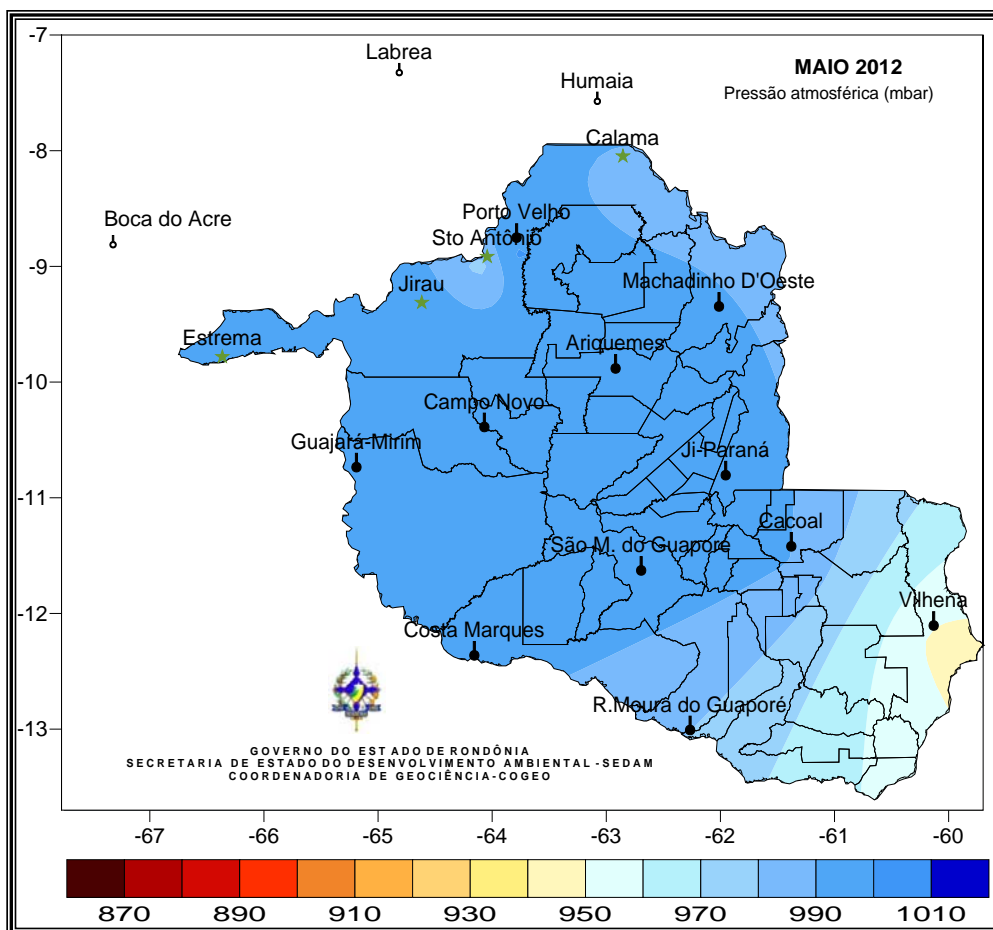 MAIO 2012
Pressão atmosférica (mbar)
Labrea
Humaia
Calama
Boca do Acre
Porto Velho
Sto Antônio
Jirau
Machadinho D'Oeste
Estrema
Ariquemes
Campo Novo
Guajará-Mirim
Ji-Paraná
Cacoal
São M. do Guaporé
Vilhena
Costa Marques
R.Moura do Guaporé
GOVERNO DO ESTADO DE RONDÔNIA
SECRETARIA DE ESTADO DO DESENVOLVIMENTO AMBIENTAL -SEDAM
COORDENADORIA DE GEOCIÊNCIA-COGEO
-7
-8
-9
-10
-11
-12
-13
-67 -66 -65 -64 -63 -62 -61 -60
870 890 910 930 950 970 990 1010